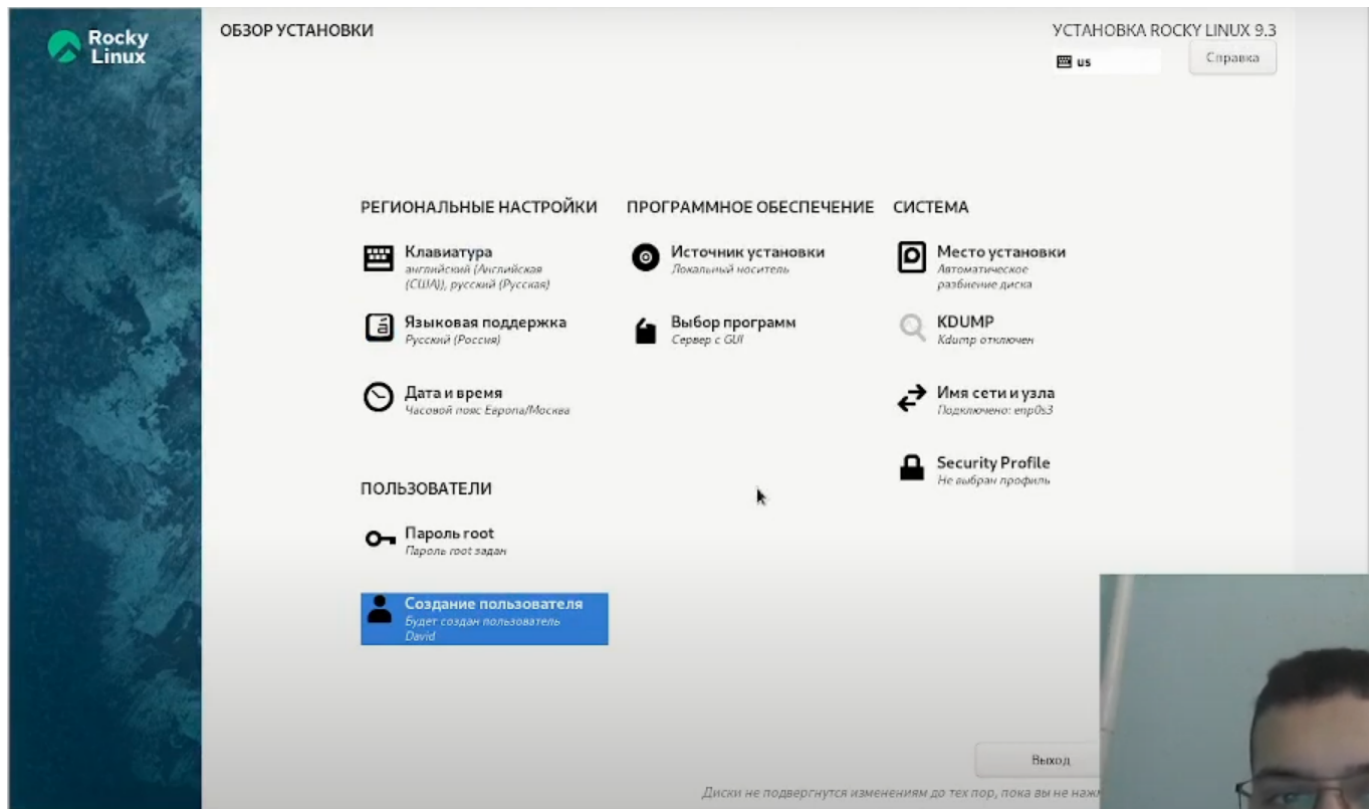 Rocky
Linux
ОБЗОР УСТАНОВКИ
УСТАНОВКА ROCKY LINUX 9.3
us
Справка
РЕГИОНАЛЬНЫЕ НАСТРОЙКИ
Клавиатура
английский (Английская
(США)), русский (Русская)
Языковая поддержка
Русский (Россия)
Дата и время
Часовой пояс Европа/Москва
ПРОГРАММНОЕ ОБЕСПЕЧЕНИЕ
Источник установки
Локальный носитель
Выбор программ
Сервер с GUI
СИСТЕМА
Место установки
Автоматическое
разбиение диска
KDUMP
Kdump отключен
Имя сети и узла
Подключено: enp0s3
Security Profile
Не выбран профиль
ПОЛЬЗОВАТЕЛИ
Пароль root
Пароль root задан
Создание пользователя
Будет создан пользователь
David
Выход
Диски не подвергнутся изменениям до тех пор, пока вы не